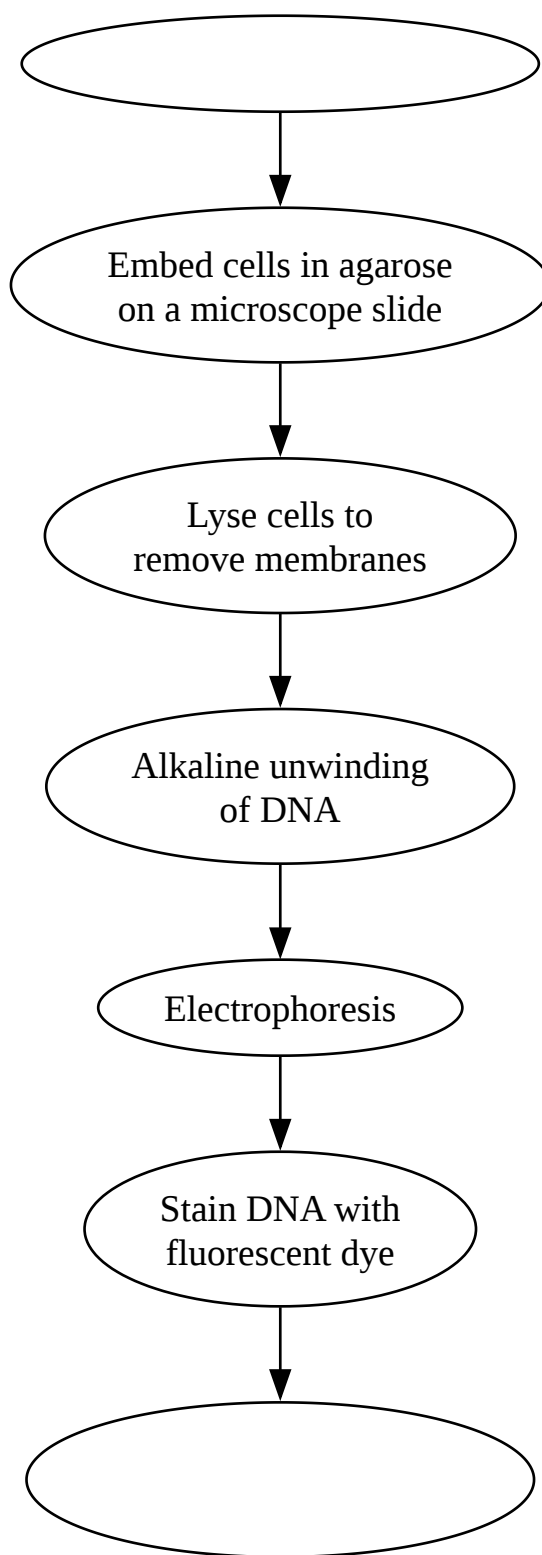 Embed cells in agarose
on a microscope slide
Lyse cells to
remove membranes
Alkaline unwinding
of DNA
Electrophoresis
Stain DNA with
fluorescent dye